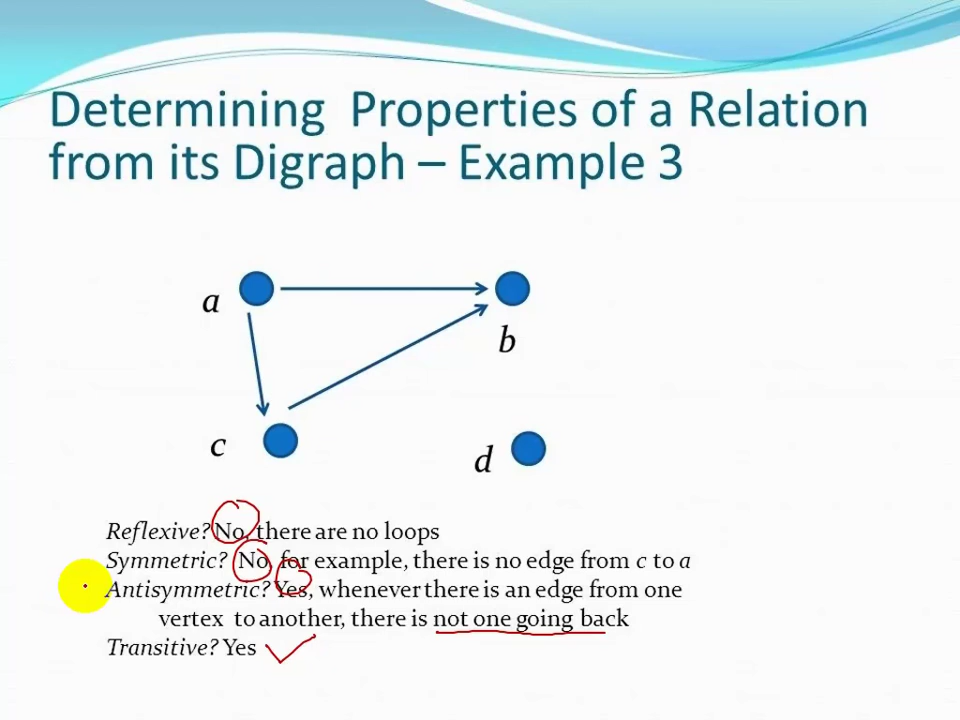 Determining Properties of a Relation
from its Digraph – Example 3
a
b
c
d
Reflexive? No, there are no loops
Symmetric? No, for example, there is no edge from c to a
Antisymmetric? Yes, whenever there is an edge from one
vertex to another, there is not one going back
Transitive? Yes